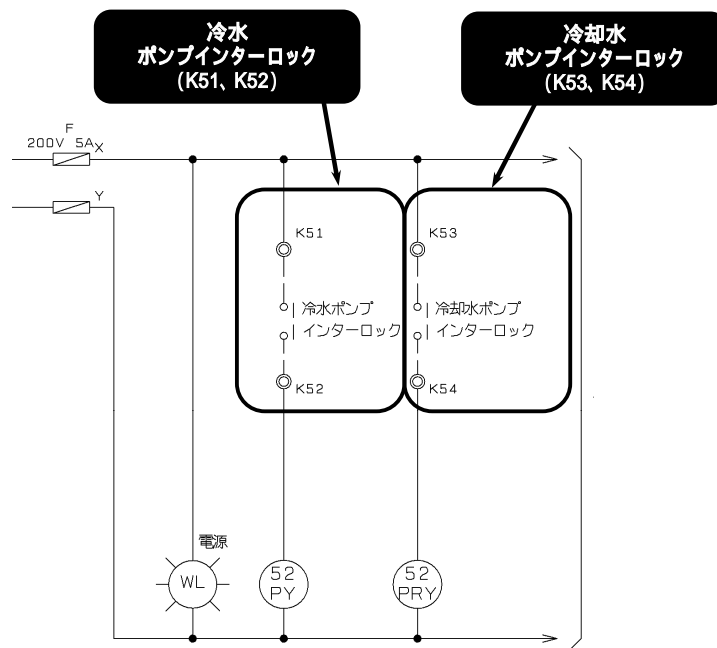 冷水
ポンプインターロック
(K51、K52)
冷却水
ポンプインターロック
(K53、K54)
F
200V 5A
X
Y
K51
K53
冷水ポンプ
インターロック
冷却水ポンプ
インターロック
K52
K54
電源
WL
52
PY
52
PRY